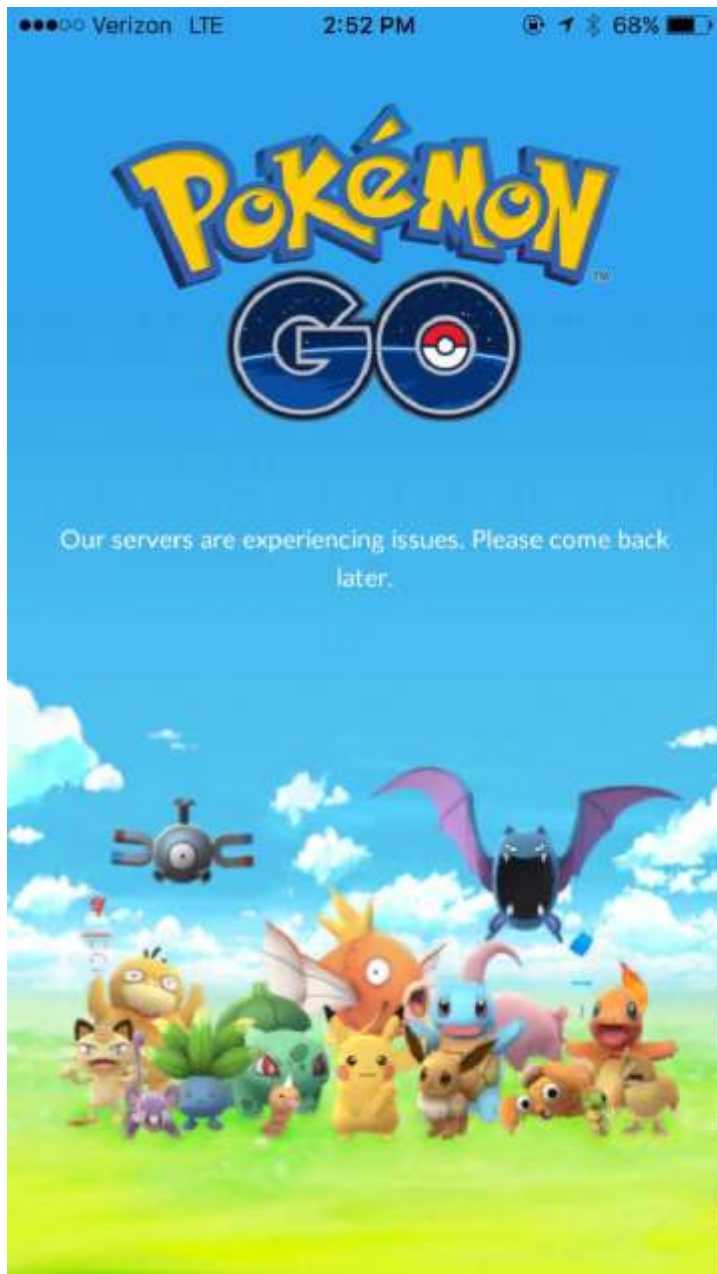 Verizon LTE 2:52 PM 68%
POKéMON
TM
GO
Our servers are experiencing issues. Please come back
later.